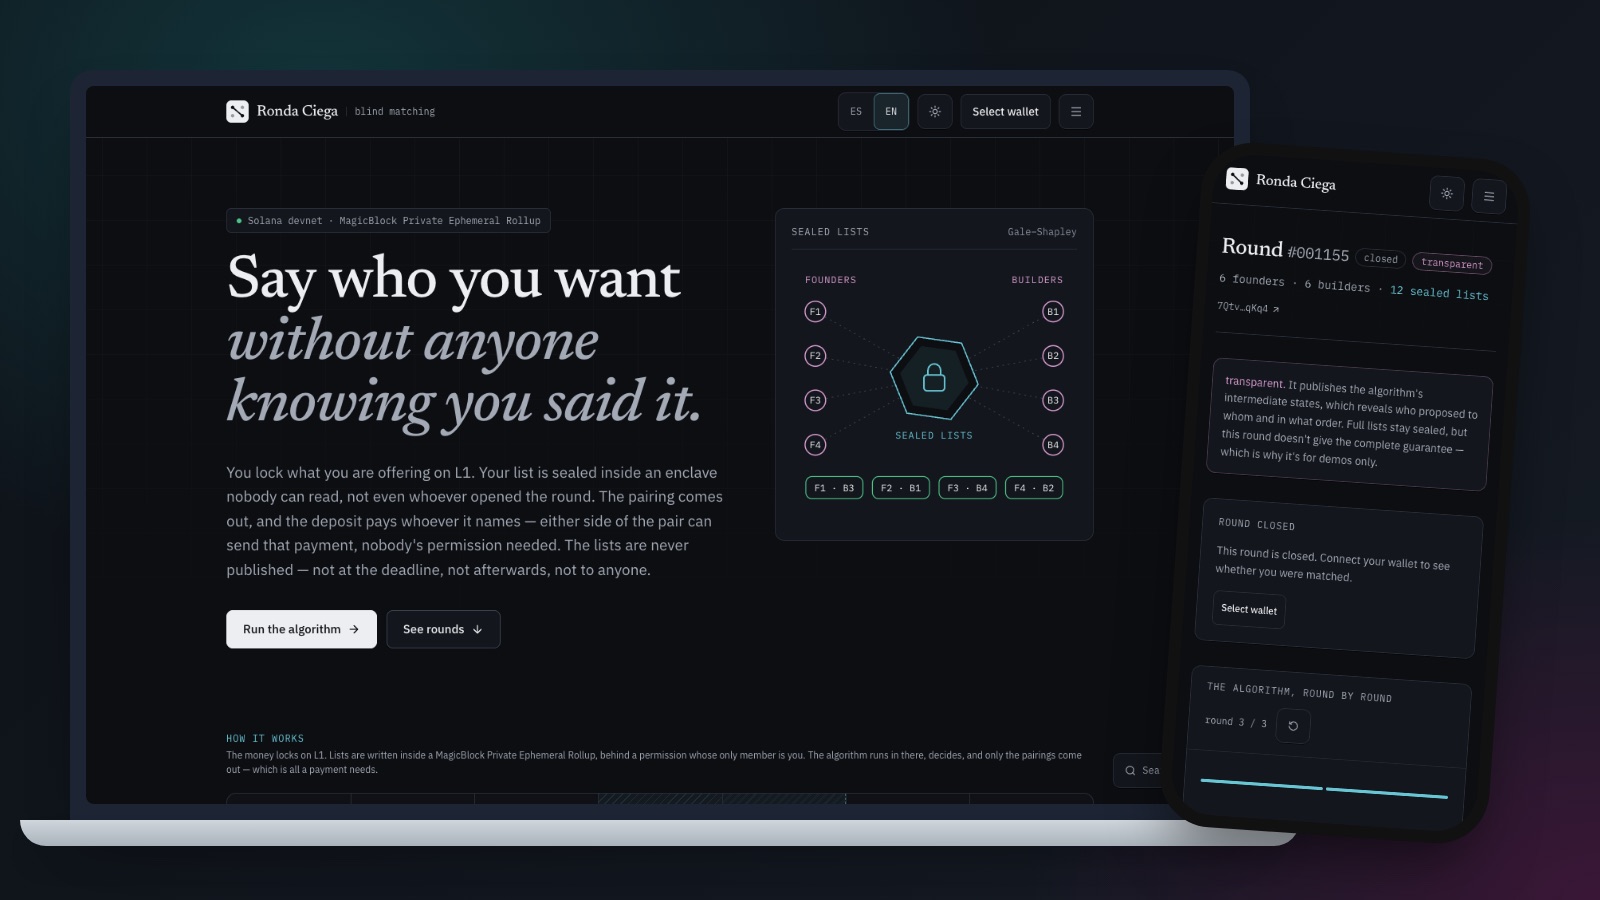 Ronda Ciega
blind matching
ES
EN
Select wallet
Solana devnet · MagicBlock Private Ephemeral Rollup
Say who you want
without anyone
knowing you said it.
You lock what you are offering on L1. Your list is sealed inside an enclave
nobody can read, not even whoever opened the round. The pairing comes
out, and the deposit pays whoever it names — either side of the pair can
send that payment, nobody's permission needed. The lists are never
published — not at the deadline, not afterwards, not to anyone.
Run the algorithm →
See rounds ↓
SEALED LISTS
Gale-Shapley
FOUNDERS
BUILDERS
F1
B1
F2
B2
F3
B3
F4
B4
SEALED LISTS
F1 · B3
F2 · B1
F3 · B4
F4 · B2
HOW IT WORKS
The money locks on L1. Lists are written inside a MagicBlock Private Ephemeral Rollup, behind a permission whose only member is you. The algorithm runs in there, decides, and only the pairings come
out — which is all a payment needs.
Sea
Ronda Ciega
Round #001155 closed transparent
6 founders · 6 builders · 12 sealed lists
7Qtv…qKq4 ↗
transparent. It publishes the algorithm's
intermediate states, which reveals who proposed to
whom and in what order. Full lists stay sealed, but
this round doesn't give the complete guarantee —
which is why it's for demos only.
ROUND CLOSED
This round is closed. Connect your wallet to see
whether you were matched.
Select wallet
THE ALGORITHM, ROUND BY ROUND
round 3 / 3